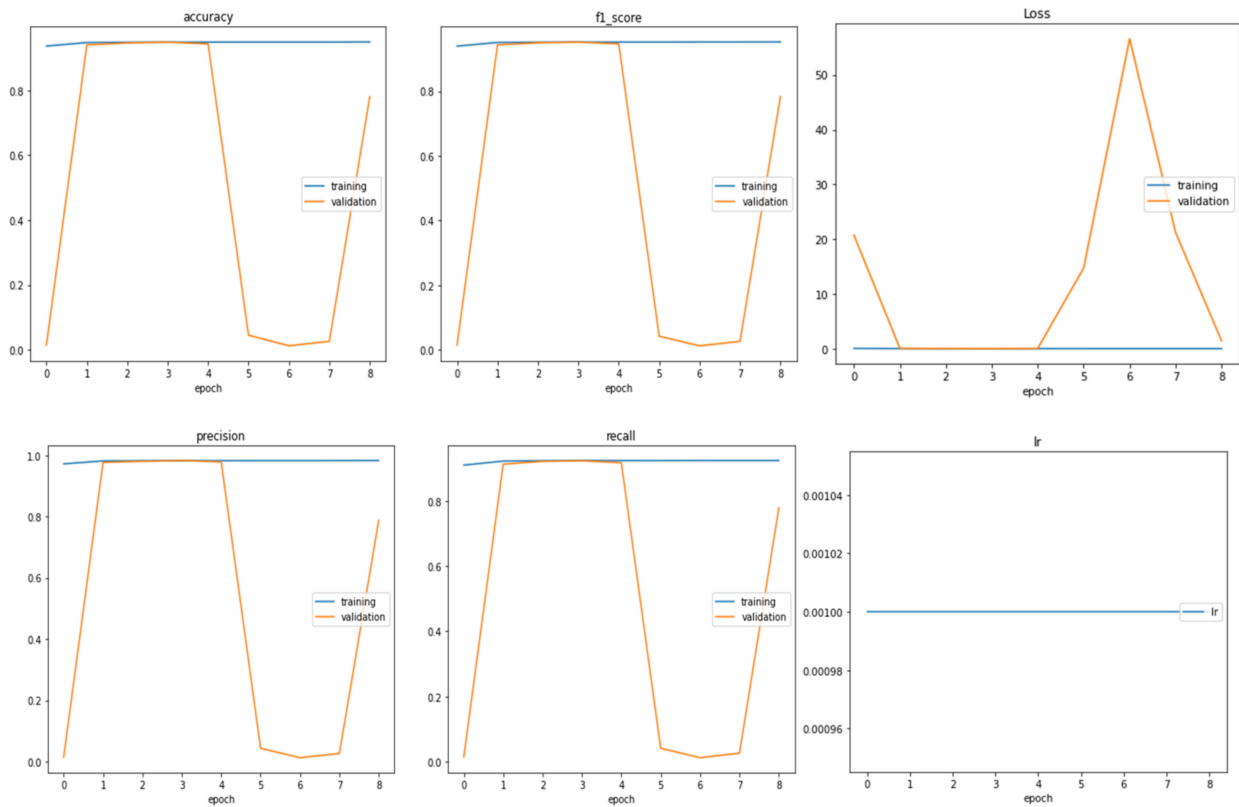 accuracy
0.8
0.6
0.4
0.2
0.0
training
validation
0 1 2 3 4 5 6 7 8
epoch
f1_score
0.8
0.6
0.4
0.2
0.0
training
validation
0 1 2 3 4 5 6 7 8
epoch
Loss
50
40
30
20
10
0
training
validation
0 1 2 3 4 5 6 7 8
epoch
precision
1.0
0.8
0.6
0.4
0.2
0.0
training
validation
0 1 2 3 4 5 6 7 8
epoch
recall
0.8
0.6
0.4
0.2
0.0
training
validation
0 1 2 3 4 5 6 7 8
epoch
lr
0.00104
0.00102
0.00100
0.00098
0.00096
lr
0 1 2 3 4 5 6 7 8
epoch